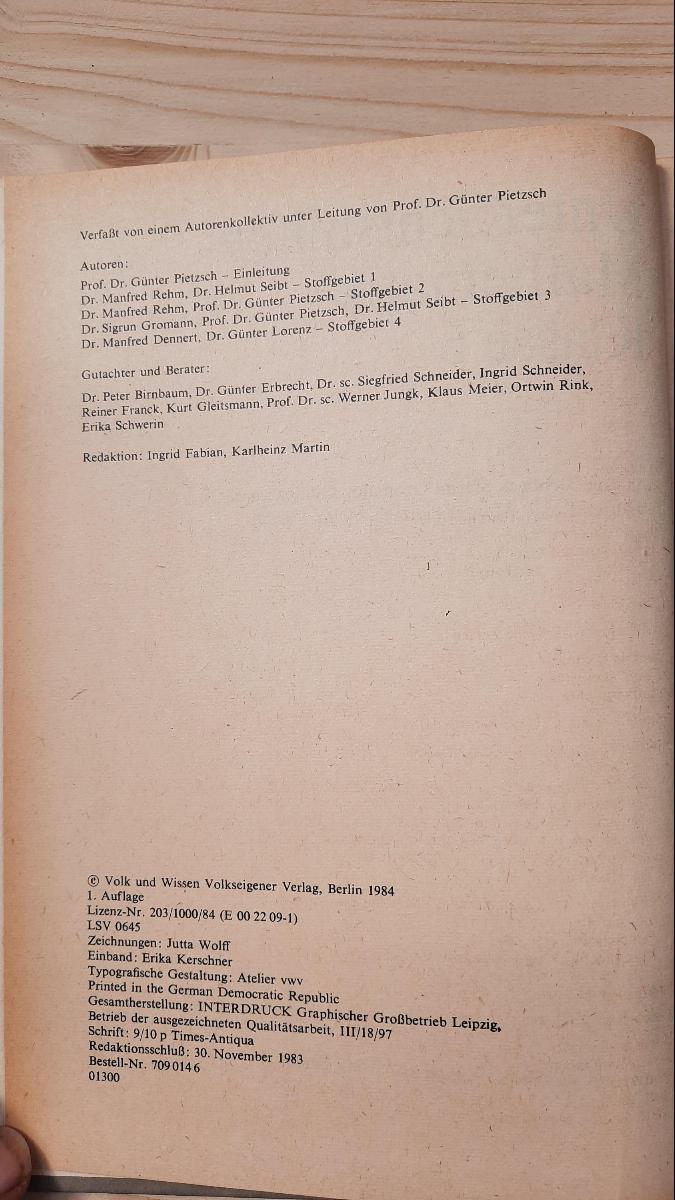 Verfaßt von einem Autorenkollektiv unter Leitung von Prof. Dr. Günter Pietzsch
Autoren:
Prof. Dr. Günter Pietzsch – Einleitung
Dr. Manfred Rehm, Dr. Helmut Seibt – Stoffgebiet 1
Dr. Manfred Rehm, Prof. Dr. Günter Pietzsch – Stoffgebiet 2
Dr. Sigrun Gromann, Prof. Dr. Günter Pietzsch, Dr. Helmut Seibt – Stoffgebiet 3
Dr. Manfred Dennert, Dr. Günter Lorenz – Stoffgebiet 4
Gutachter und Berater:
Dr. Peter Birnbaum, Dr. Günter Erbrecht, Dr. sc. Siegfried Schneider, Ingrid Schneider,
Reiner Franck, Kurt Gleitsmann, Prof. Dr. sc. Werner Jungk, Klaus Meier, Ortwin Rink,
Erika Schwerin
Redaktion: Ingrid Fabian, Karlheinz Martin
© Volk und Wissen Volkseigener Verlag, Berlin 1984
1. Auflage
Lizenz-Nr. 203/1000/84 (E 00 22 09-1)
LSV 0645
Zeichnungen: Jutta Wolff
Einband: Erika Kerschner
Typografische Gestaltung: Atelier vwv
Printed in the German Democratic Republic
Gesamtherstellung: INTERDRUCK Graphischer Großbetrieb Leipzig,
Betrieb der ausgezeichneten Qualitätsarbeit, III/18/97
Schrift: 9/10 p Times-Antiqua
Redaktionsschluß: 30. November 1983
Bestell-Nr. 709 014 6
01300